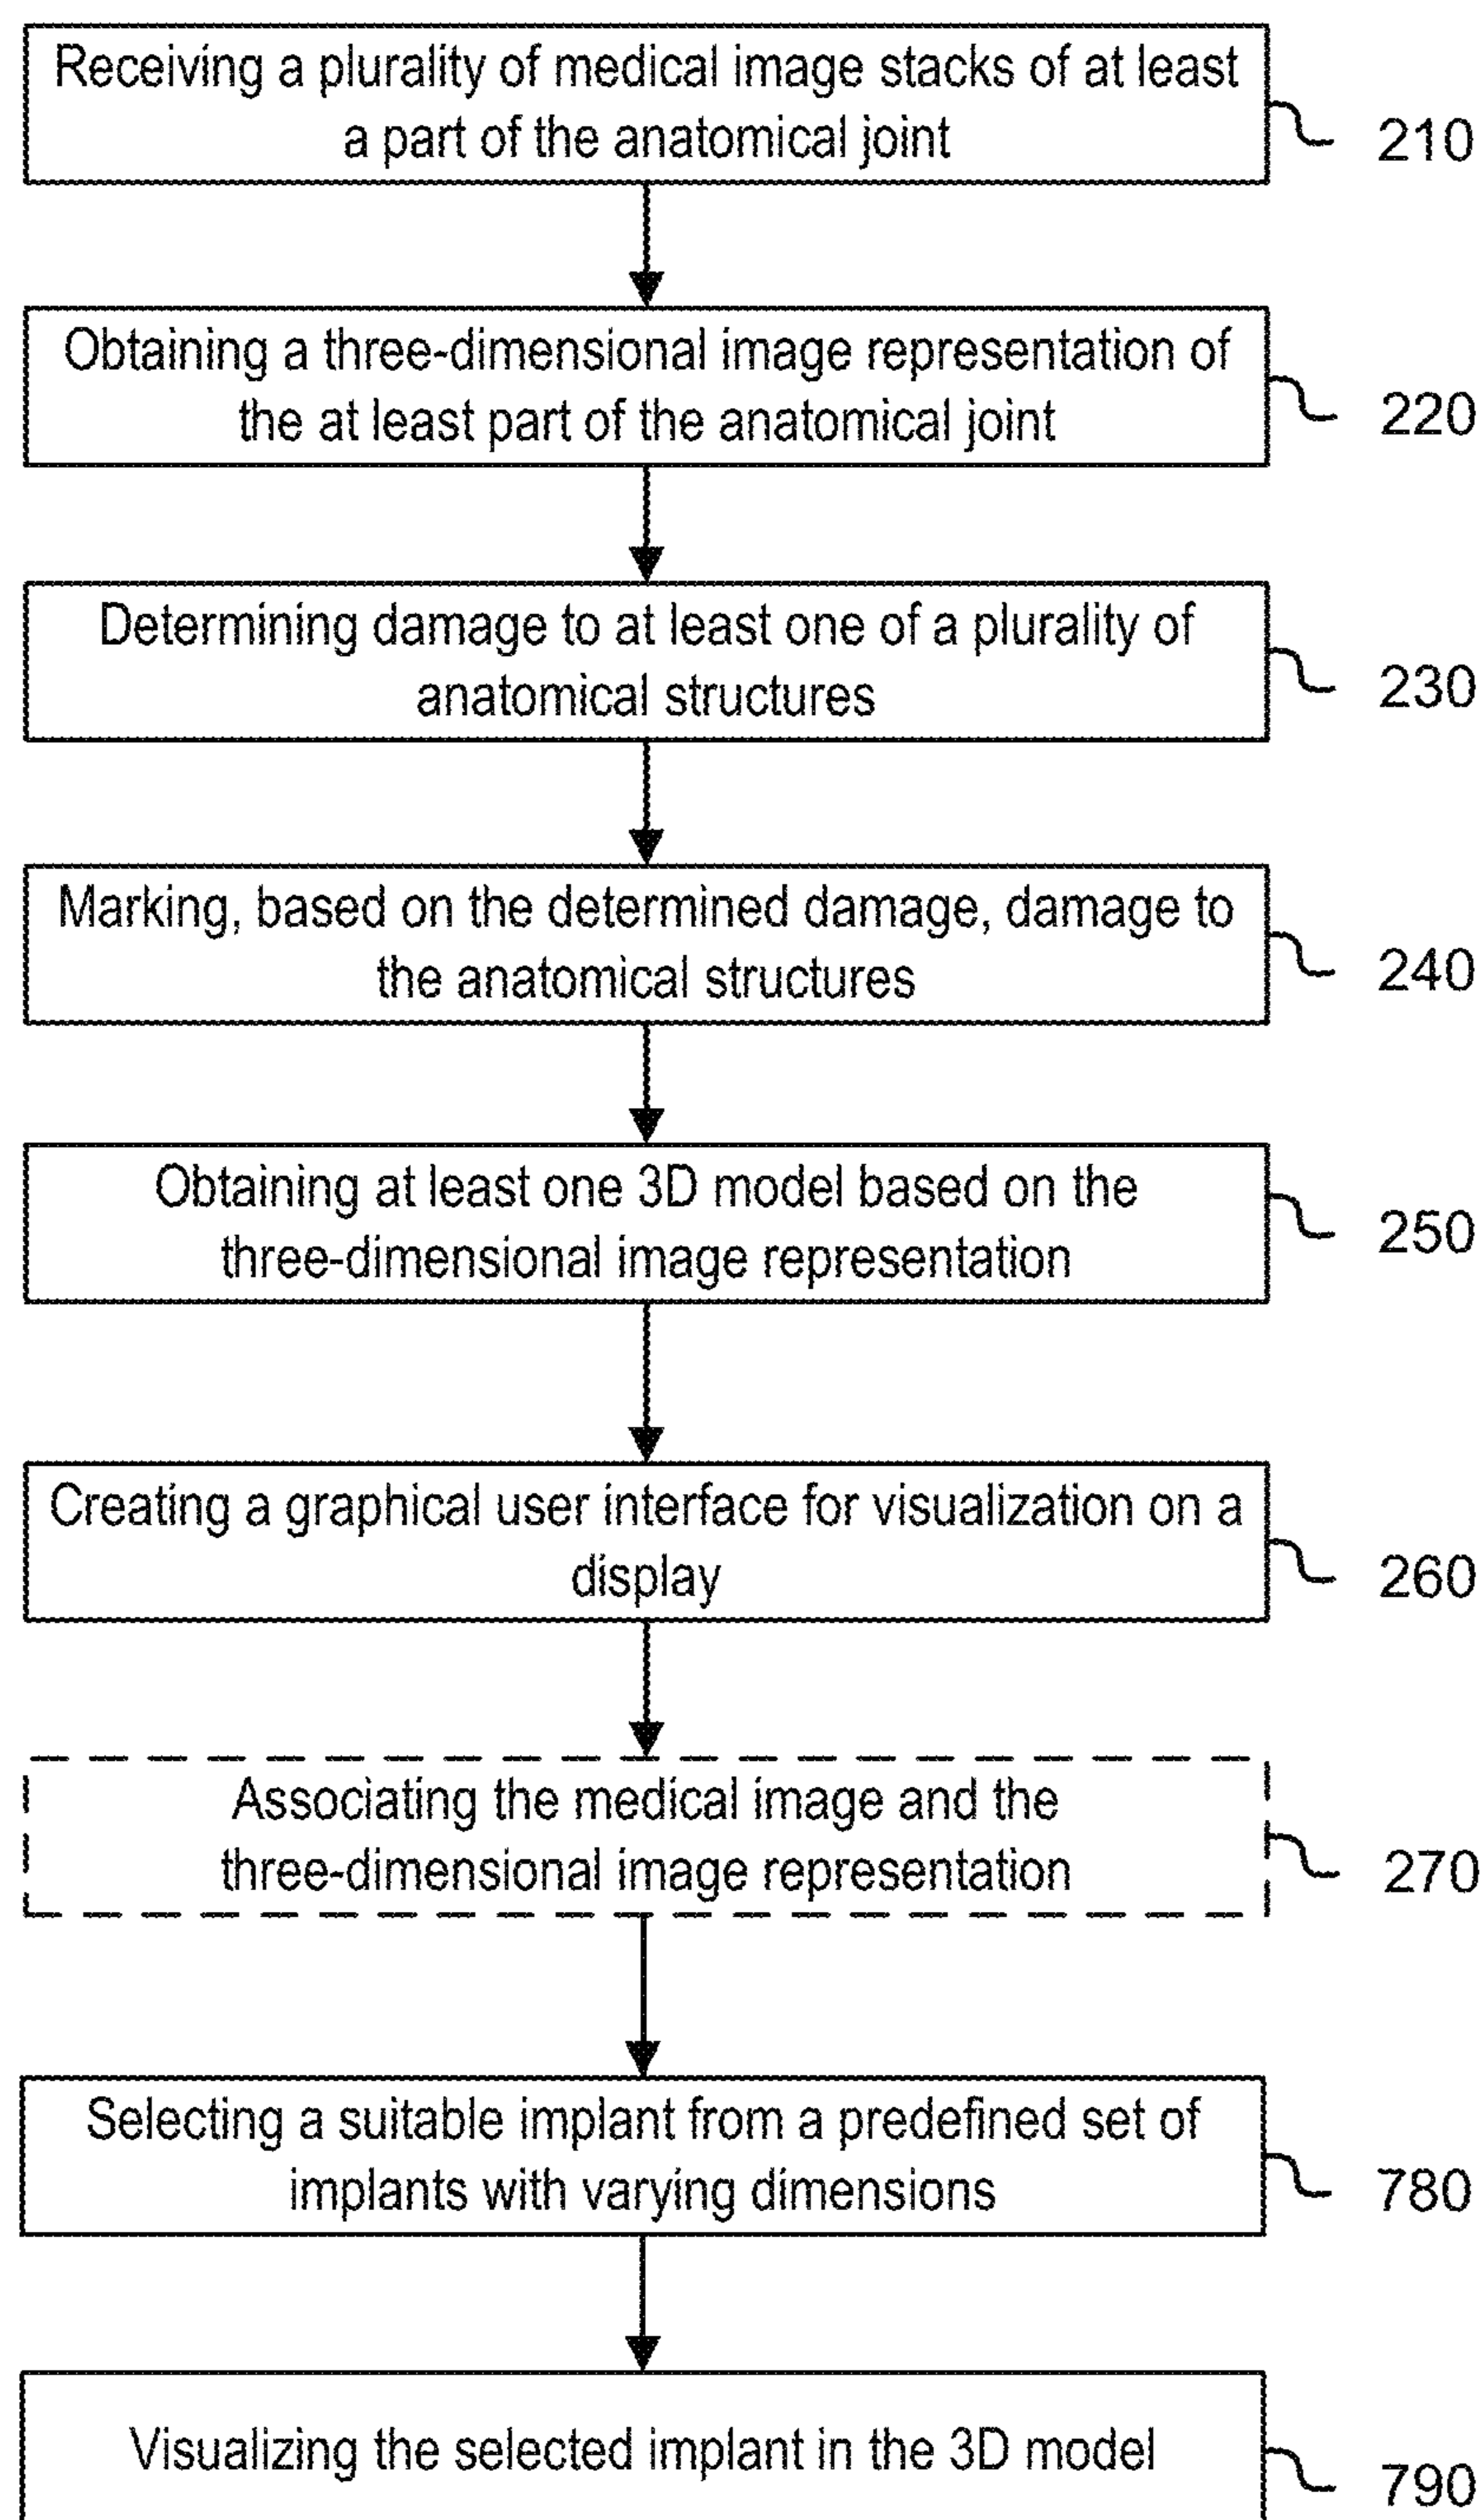 Receiving a plurality of medical image stacks of at least
a part of the anatomical joint
210
Obtaining a three-dimensional image representation of
the at least part of the anatomical joint
220
Determining damage to at least one of a plurality of
anatomical structures
230
Marking, based on the determined damage, damage to
the anatomical structures
240
Obtaining at least one 3D model based on the
three-dimensional image representation
250
Creating a graphical user interface for visualization on a
display
260
Associating the medical image and the
three-dimensional image representation
270
Selecting a suitable implant from a predefined set of
implants with varying dimensions
780
Visualizing the selected implant in the 3D model
790